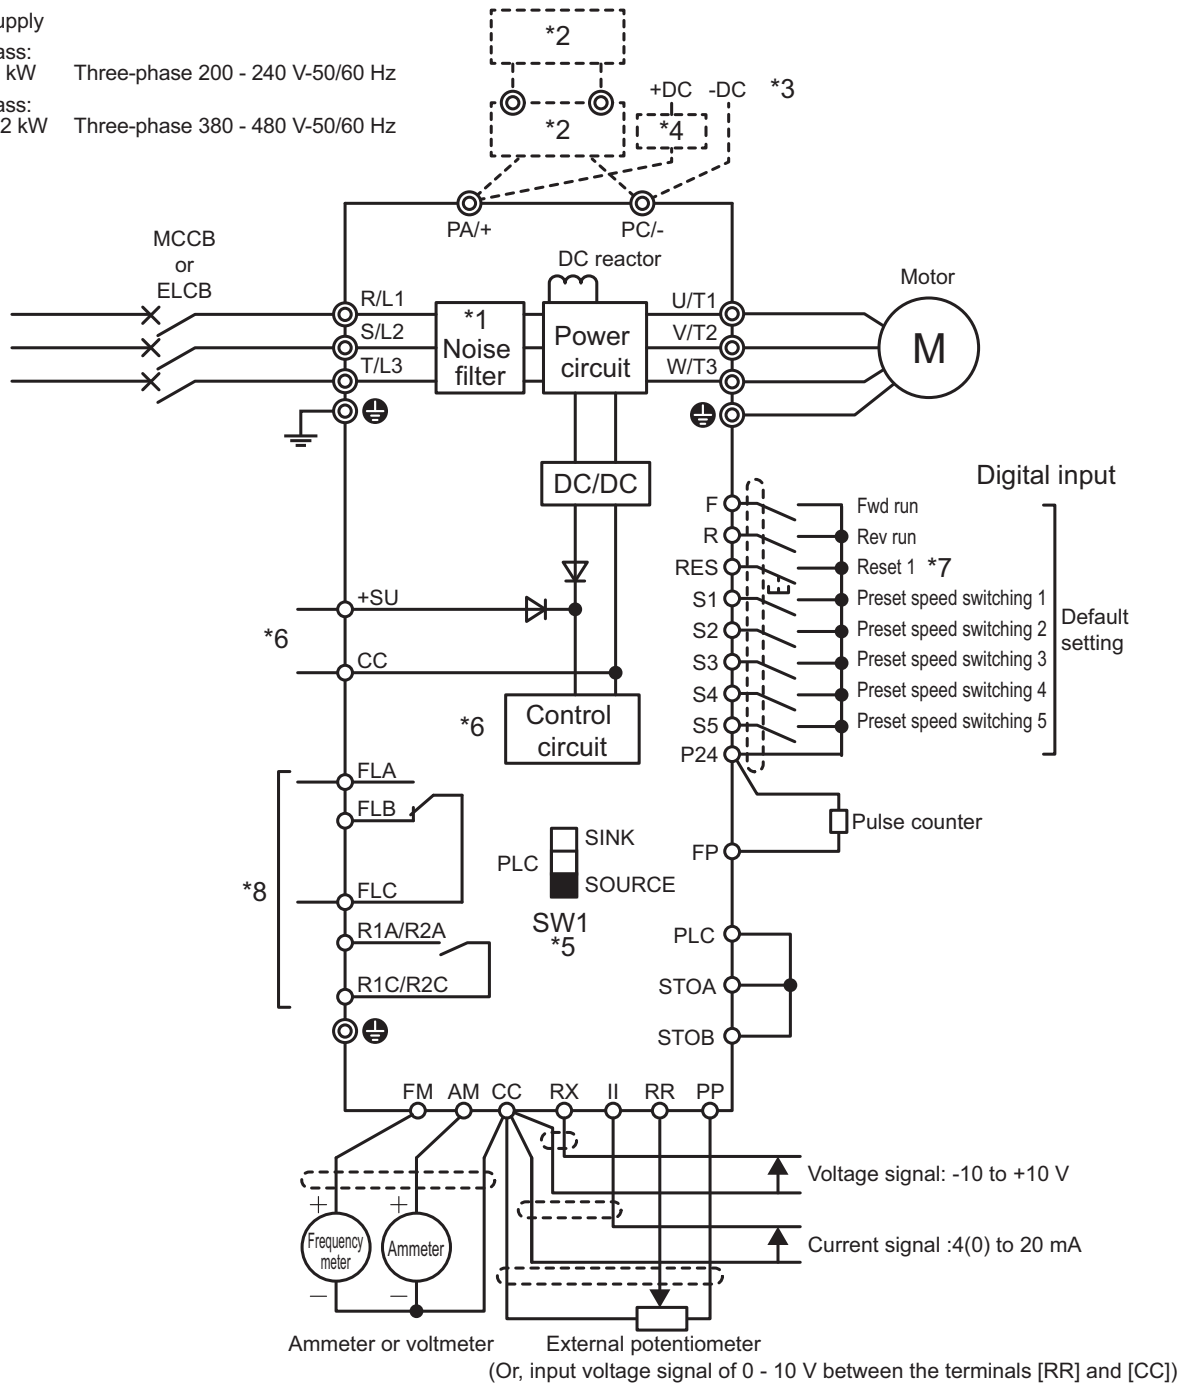 upply
ass:
kW Three-phase 200 - 240 V-50/60 Hz
ass:
2 kW Three-phase 380 - 480 V-50/60 Hz
*2
+DC -DC *3
*2
*4
PA/+ PC/-
MCCB
or
ELCB
DC reactor
Motor
R/L1
S/L2
T/L3
*1
Noise
filter
Power
circuit
U/T1
V/T2
W/T3
M
DC/DC
Digital input
F Fwd run
R Rev run
RES Reset 1 *7
S1 Preset speed switching 1
S2 Preset speed switching 2
S3 Preset speed switching 3
S4 Preset speed switching 4
S5 Preset speed switching 5
P24
Default
setting
+SU
*6
CC
*6
Control
circuit
FLA
FLB
FLC
*8
R1A/R2A
R1C/R2C
SINK
PLC
SOURCE
SW1
*5
Pulse counter
FP
PLC
STOA
STOB
FM AM CC RX II RR PP
Voltage signal: -10 to +10 V
+ +
Frequency
meter
Ammeter
Current signal :4(0) to 20 mA
− −
Ammeter or voltmeter External potentiometer
(Or, input voltage signal of 0 - 10 V between the terminals [RR] and [CC])